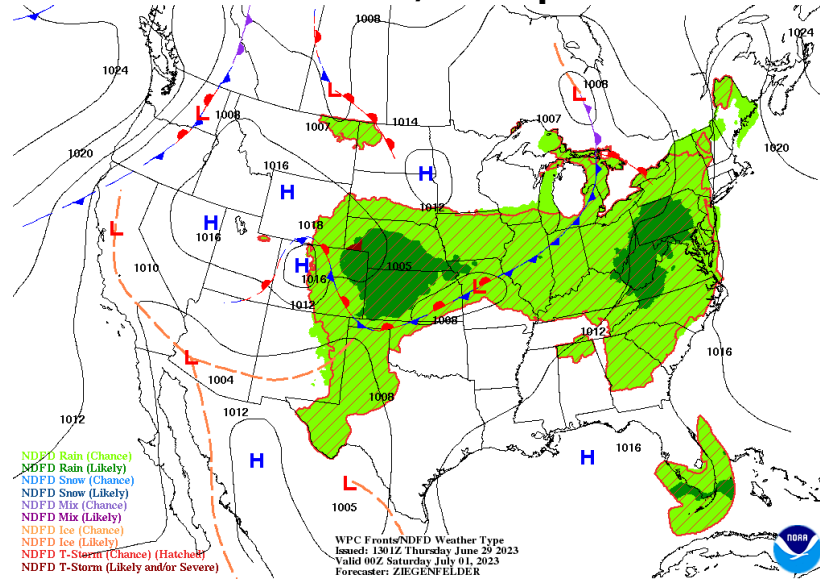 1008
1024
1024
1008
1008
L
L
L
1007
1014
1007
1020
1020
1016
H
H
1012
H
1016
1018
L
H
1016
1005
1010
1012
L
1008
1012
L
1004
1016
1008
1012
1012
H
H
1016
L
1005
NDFD Rain (Chance)
NDFD Rain (Likely)
NDFD Snow (Chance)
NDFD Snow (Likely)
NDFD Mix (Chance)
NDFD Mix (Likely)
NDFD Ice (Chance)
NDFD Ice (Likely)
NDFD T-Storm (Chance) (Hatched)
NDFD T-Storm (Likely and/or Severe)
WPC Fronts/NDFD Weather Type
Issued: 1301Z Thursday June 29 2023
Valid 00Z Saturday July 01, 2023
Forecaster: ZIEGENFELDER
NOAA